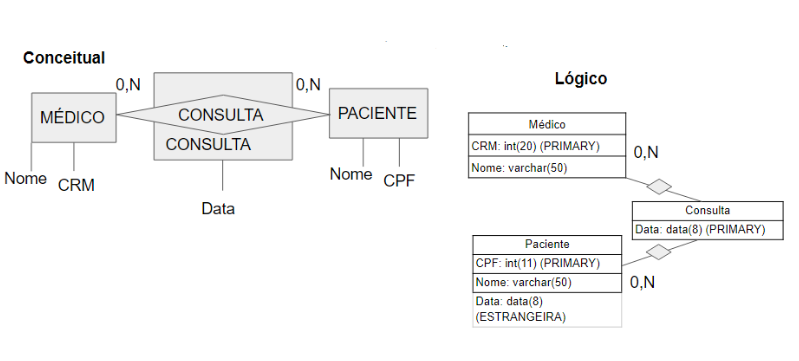 Conceitual
0,N
0,N
MÉDICO
CONSULTA
PACIENTE
CONSULTA
Nome
CRM
Nome
CPF
Data
Lógico
Médico
CRM: int(20) (PRIMARY)
Nome: varchar(50)
0,N
Consulta
Data: data(8) (PRIMARY)
Paciente
CPF: int(11) (PRIMARY)
Nome: varchar(50)
Data: data(8)
(ESTRANGEIRA)
0,N